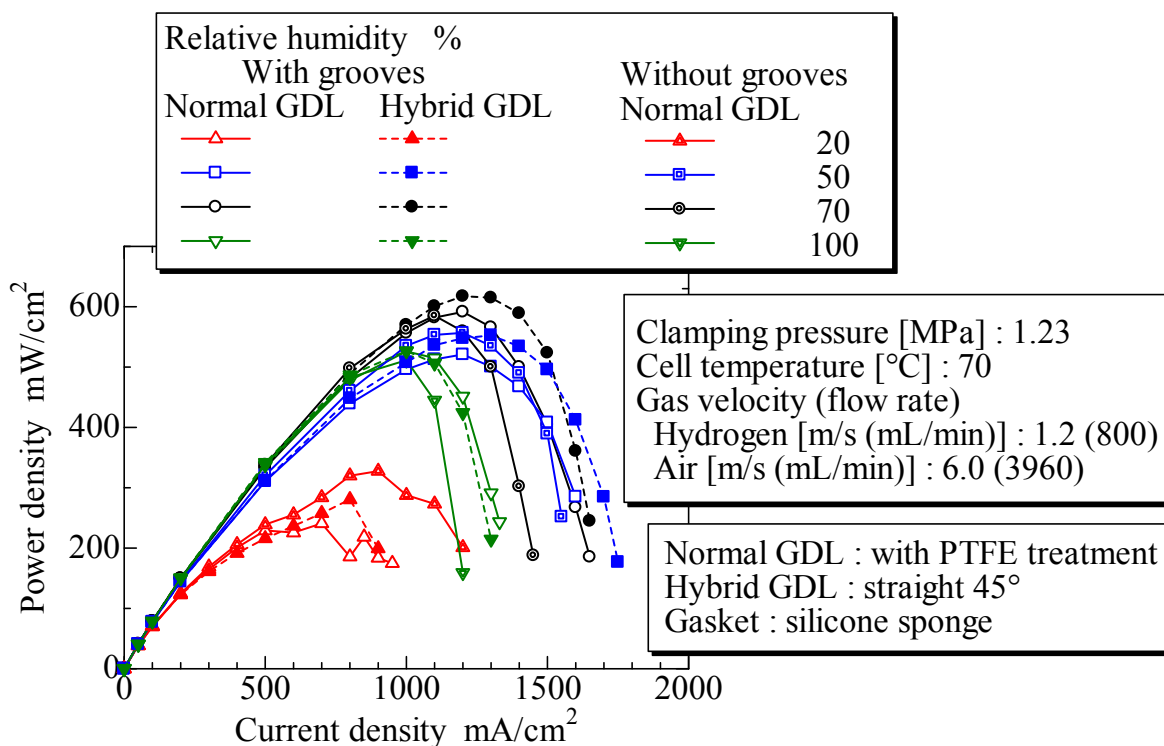 Relative humidity %
With grooves Without grooves
Normal GDL Hybrid GDL Normal GDL
20
50
70
100
Power density mW/cm²
600
400
200
0
0 500 1000 1500 2000
Current density mA/cm²
Clamping pressure [MPa] : 1.23
Cell temperature [°C] : 70
Gas velocity (flow rate)
Hydrogen [m/s (mL/min)] : 1.2 (800)
Air [m/s (mL/min)] : 6.0 (3960)
Normal GDL : with PTFE treatment
Hybrid GDL : straight 45°
Gasket : silicone sponge